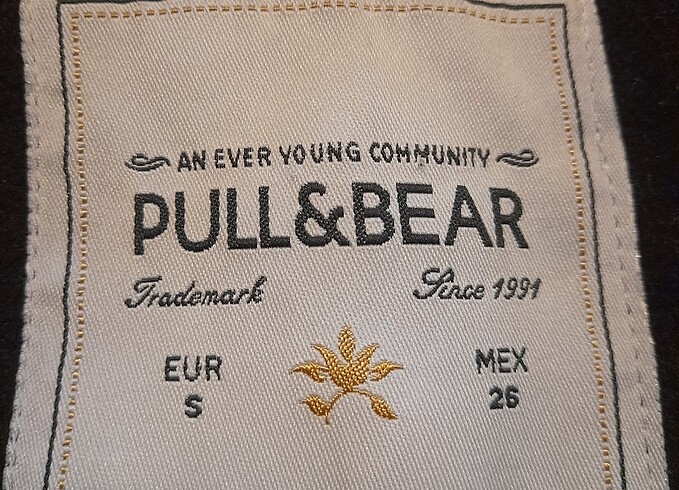 AN EVER YOUNG COMMUNITY
PULL&BEAR
Trademark Since 1991
EUR MEX
S 26